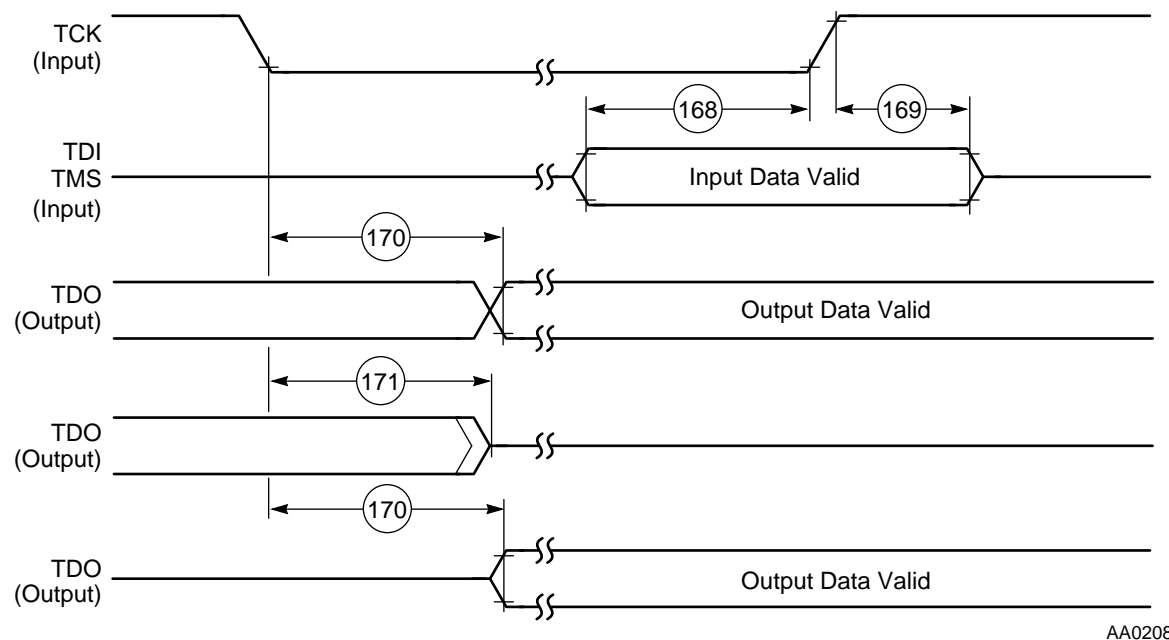 TCK
(Input)
168
169
TDI
TMS
(Input)
Input Data Valid
170
TDO
(Output)
Output Data Valid
171
TDO
(Output)
170
TDO
(Output)
Output Data Valid
AA0208